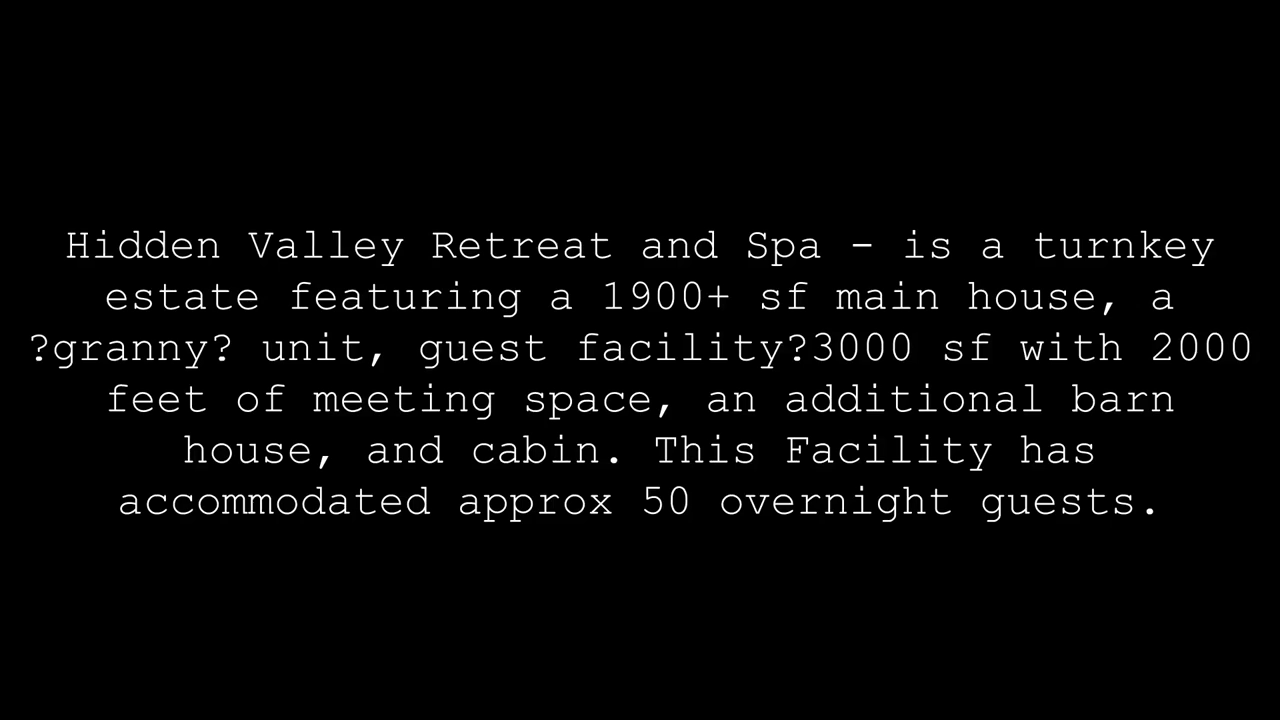 Hidden Valley Retreat and Spa - is a turnkey
estate featuring a 1900+ sf main house, a
?granny? unit, guest facility?3000 sf with 2000
feet of meeting space, an additional barn
house, and cabin. This Facility has
accommodated approx 50 overnight guests.